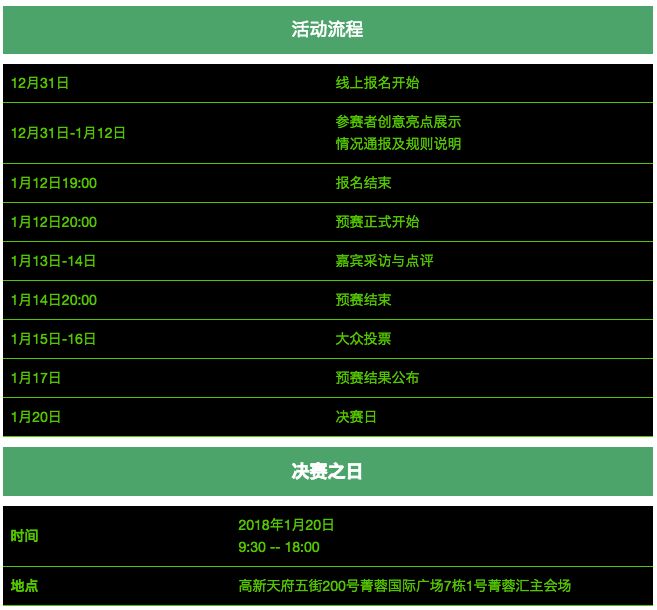 活动流程
12月31日 线上报名开始
12月31日-1月12日 参赛者创意亮点展示
情况通报及规则说明
1月12日19:00 报名结束
1月12日20:00 预赛正式开始
1月13日-14日 嘉宾采访与点评
1月14日20:00 预赛结束
1月15日-16日 大众投票
1月17日 预赛结果公布
1月20日 决赛日
决赛之日
时间 2018年1月20日
9:30 -- 18:00
地点 高新天府五街200号菁蓉国际广场7栋1号菁蓉汇主会场